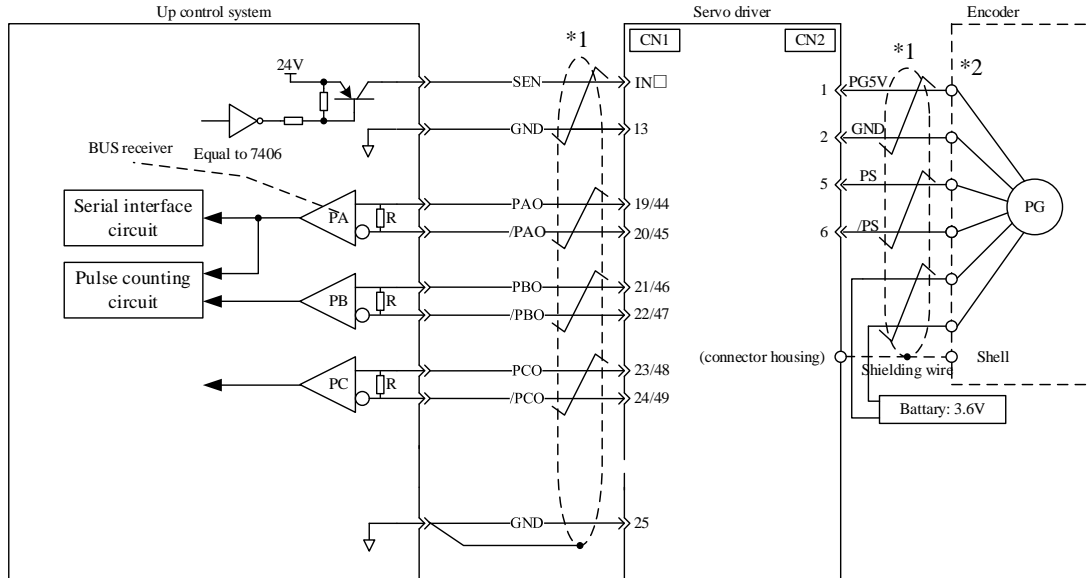 Up control system
Servo driver
Encoder
CN1
CN2
*1
*1
*2
24V
SEN
IN□
1
PG5V
GND
13
2
GND
Equal to 7406
BUS receiver
5
PS
6
/PS
PG
Serial interface
circuit
PA
R
PAO
19/44
/PAO
20/45
Pulse counting
circuit
PB
R
PBO
21/46
/PBO
22/47
(connector housing)
Shell
Shielding wire
PC
R
PCO
23/48
/PCO
24/49
Battary: 3.6V
GND
25